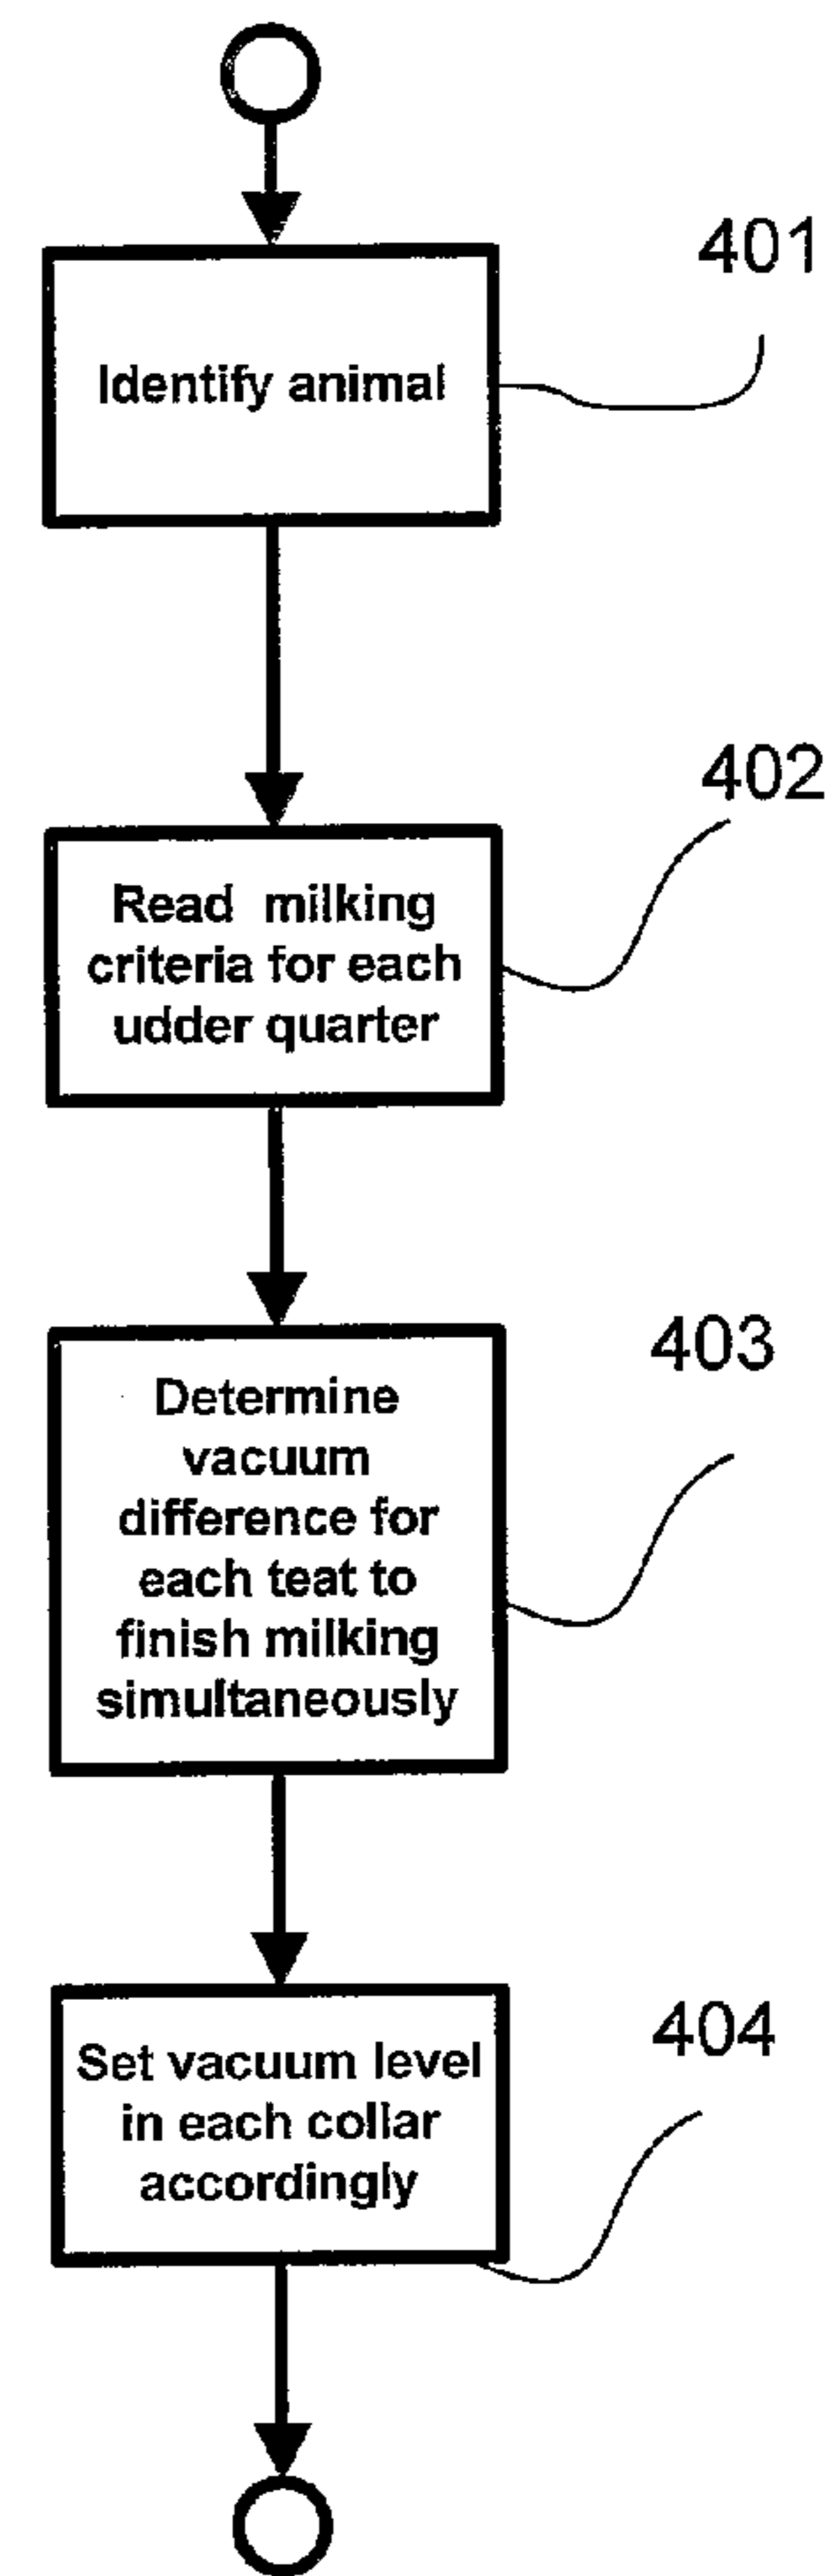 401
Identify animal
402
Read milking
criteria for each
udder quarter
403
Determine
vacuum
difference for
each teat to
finish milking
simultaneously
404
Set vacuum level
in each collar
accordingly